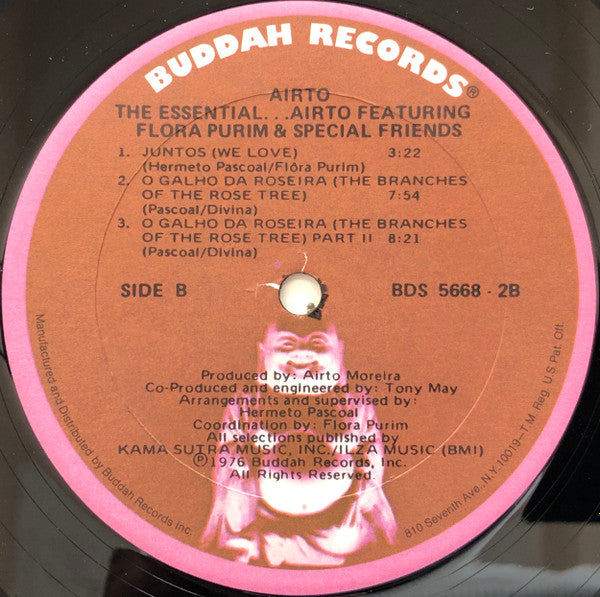 BUDDAH RECORDS®
AIRTO
THE ESSENTIAL...AIRTO FEATURING
FLORA PURIM & SPECIAL FRIENDS
1. JUNTOS (WE LOVE) 3:22
(Hermeto Pascoal/Flóra Purim)
2. O GALHO DA ROSEIRA (THE BRANCHES
OF THE ROSE TREE) 7:54
(Pascoal/Divina)
3. O GALHO DA ROSEIRA (THE BRANCHES
OF THE ROSE TREE) PART II 8:21
(Pascoal/Divina)
SIDE B BDS 5668 - 2B
Produced by: Airto Moreira
Co-Produced and engineered by: Tony May
Arrangements and supervised by:
Hermeto Pascoal
Coordination by: Flora Purim
All selections published by
KAMA SUTRA MUSIC, INC./ILZA MUSIC (BMI)
Ⓟ1976 Buddah Records, Inc.
All Rights Reserved.
Manufactured and Distributed by Buddah Records Inc.
810 Seventh Ave., N.Y. 10019-T.M. Reg. U.S. Pat. Off.